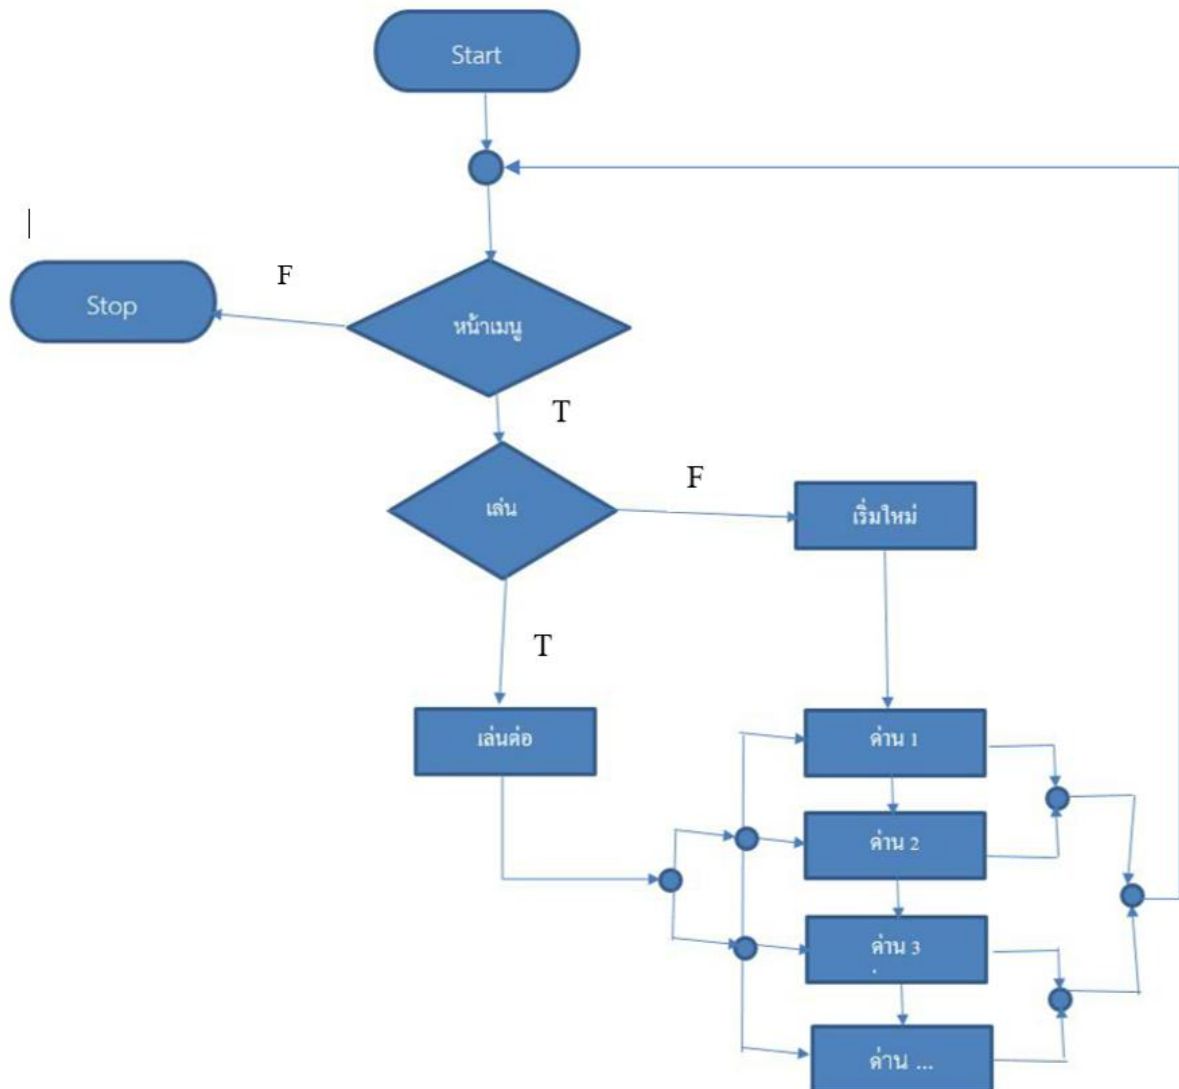 Start
F
Stop
หน้าเมนู
T
F
เล่น
เริ่มใหม่
T
เล่นต่อ
ด่าน 1
ด่าน 2
ด่าน 3
ด่าน ...